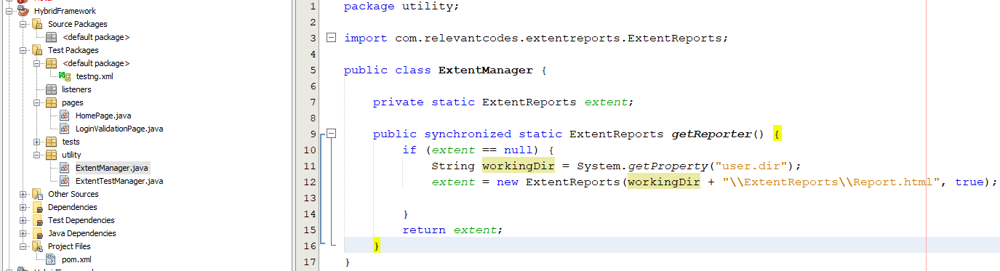 HybridFramework
Source Packages
<default package>
Test Packages
<default package>
testng.xml
listeners
pages
HomePage.java
LoginValidationPage.java
tests
utility
ExtentManager.java
ExtentTestManager.java
Other Sources
Dependencies
Test Dependencies
Java Dependencies
Project Files
pom.xml
1 package utility;
2
3 import com.relevantcodes.extentreports.ExtentReports;
4
5 public class ExtentManager {
6
7 private static ExtentReports extent;
8
9 public synchronized static ExtentReports getReporter() {
10 if (extent == null) {
11 String workingDir = System.getProperty("user.dir");
12 extent = new ExtentReports(workingDir + "\\ExtentReports\\Report.html", true);
13
14 }
15 return extent;
16 }
17 }